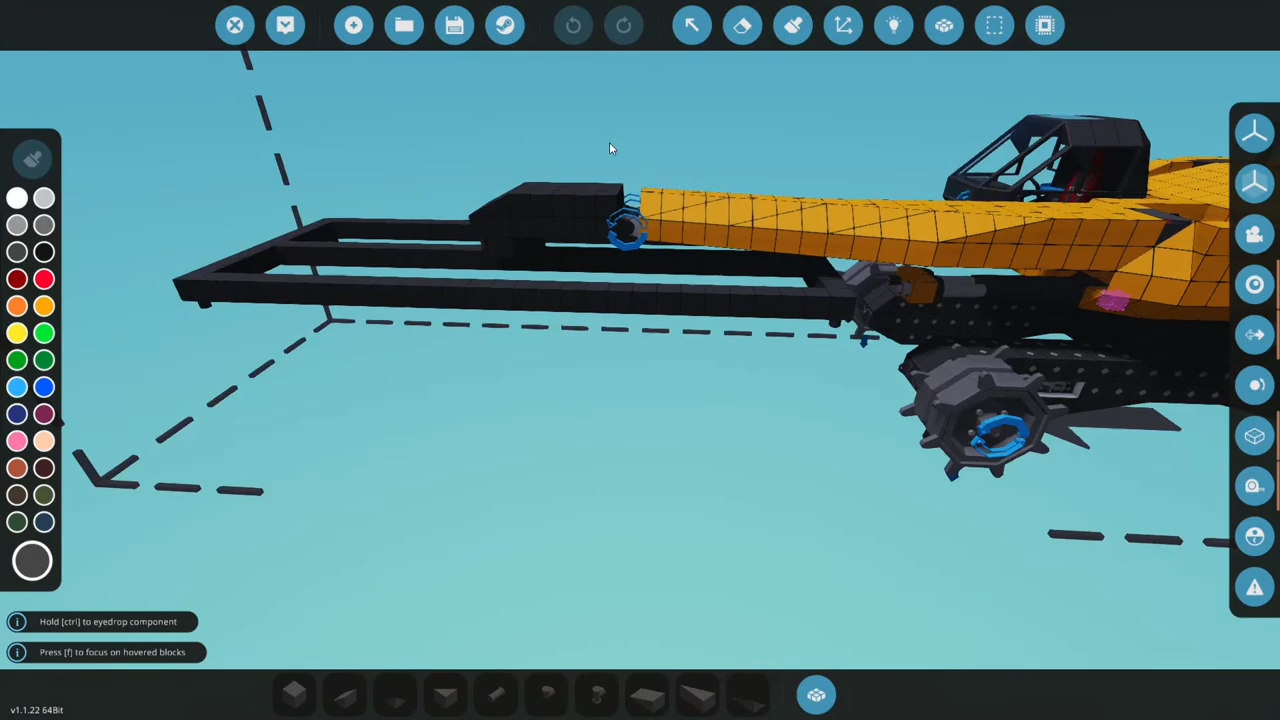 Hold [ctrl] to eyedrop component
Press [f] to focus on hovered blocks
v1.1.22 64Bit